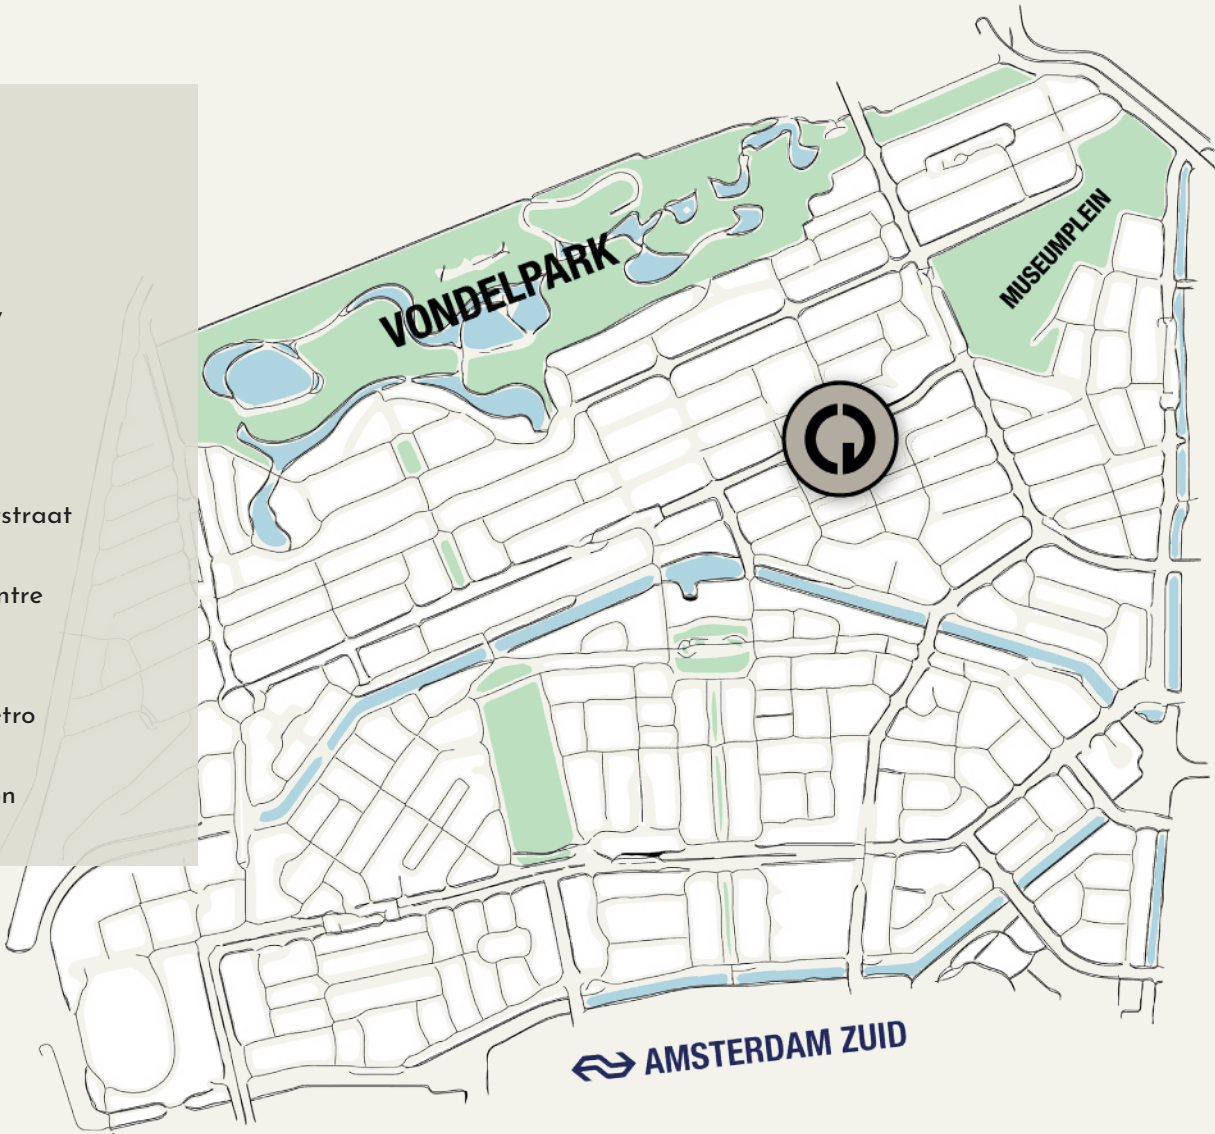 VONDELPARK
MUSEUMPLEIN
straat
ntre
tro
n
AMSTERDAM ZUID